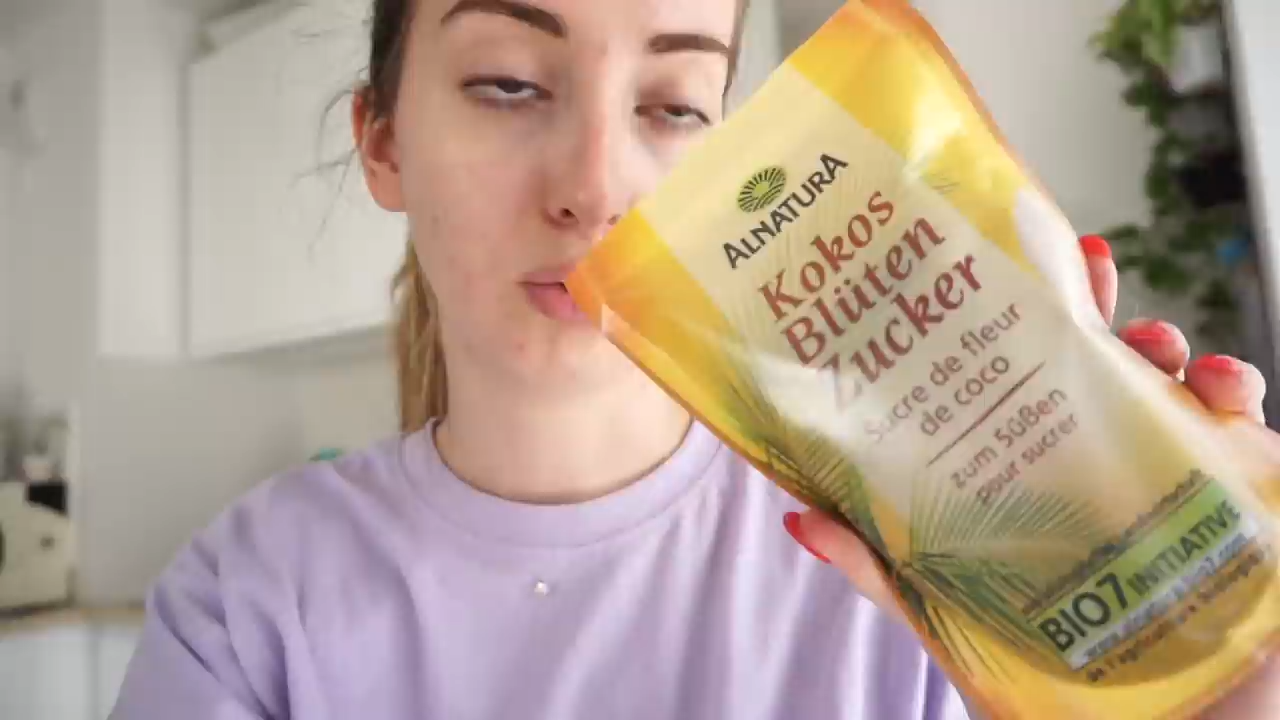 ALNATURA
Kokos
Blüten
Zucker
Sucre de fleur
de coco
zum Süßen
pour sucrer
BIO7 INITIATIVE